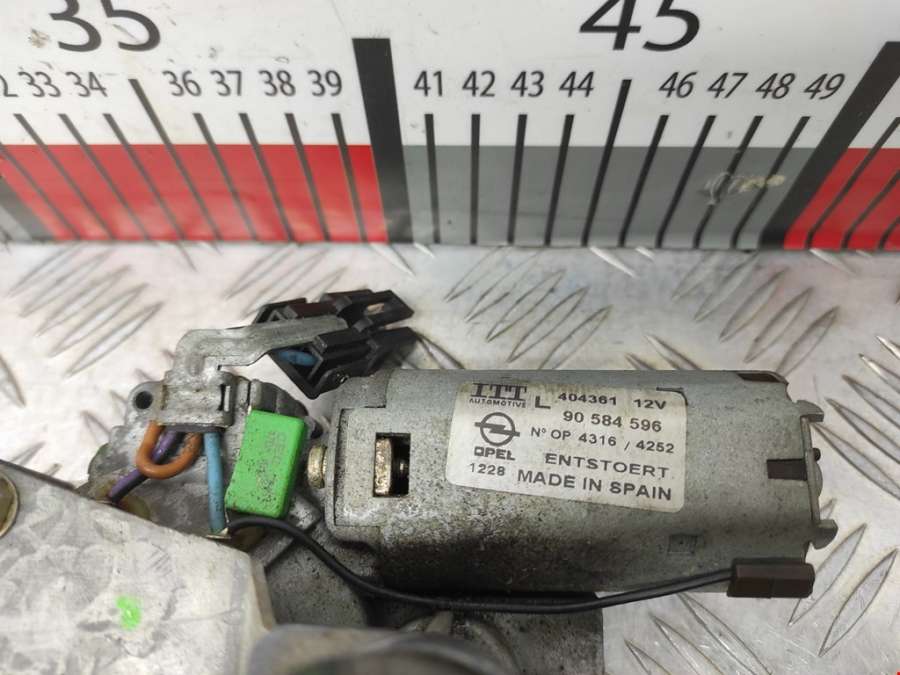 35 45
33 34 36 37 38 39 41 42 43 44 46 47 48 49
ITT L 404361 12V
AUTOMOTIVE
90 584 596
Nº OP 4316 / 4252
OPEL ENTSTOERT
1228 MADE IN SPAIN